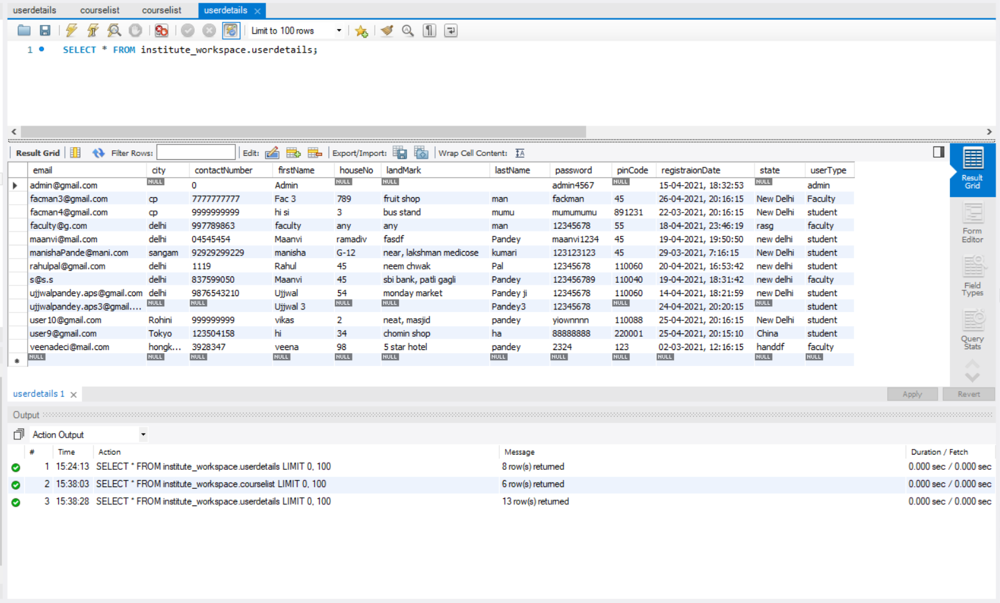 userdetails courselist courselist userdetails
Limit to 100 rows
1 SELECT * FROM institute_workspace.userdetails;
Result Grid Filter Rows: Edit: Export/Import: Wrap Cell Content:
email city contactNumber firstName houseNo landMark lastName password pinCode registraionDate state userType
admin@gmail.com NULL 0 Admin NULL NULL admin4567 NULL 15-04-2021, 18:32:53 NULL admin
facman3@gmail.com cp 7777777777 Fac 3 789 fruit shop man fackman 45 26-04-2021, 20:16:15 New Delhi Faculty
facman4@gmail.com cp 9999999999 hi si 3 bus stand mumu mumumumu 891231 22-03-2021, 20:16:15 New Delhi student
faculty@g.com delhi 997789863 faculty any any man 12345678 55 18-04-2021, 23:46:19 rasg faculty
maanvi@mail.com delhi 04545454 Maanvi ramadiv fasdf Pandey maanvi1234 45 19-04-2021, 19:50:50 new delhi student
manishaPande@mani.com sangam 92929299229 manisha G-12 near, lakshman medicose kumari 123123123 45 29-03-2021, 7:16:15 New Delhi student
rahulpal@gmail.com delhi 1119 Rahul 45 neem chwak Pal 12345678 110060 20-04-2021, 16:53:42 new delhi student
s@s.s delhi 837599050 Maanvi 45 sbi bank, patli gagli Pandey 123456789 110040 19-04-2021, 18:31:42 new delhi faculty
ujjwalpandey.aps@gmail.com delhi 9876543210 Ujjwal 54 monday market Pandey ji 12345678 110060 14-04-2021, 18:21:59 new Delhi student
ujjwalpandey.aps3@gmail.... NULL NULL Ujjwal 3 NULL NULL Pandey3 12345678 NULL 24-04-2021, 20:20:15 NULL student
user10@gmail.com Rohini 999999999 vikas 2 neat, masjid pandey yiownnnn 110088 25-04-2021, 20:16:15 New Delhi student
user9@gmail.com Tokyo 123504158 hi 34 chomin shop ha 88888888 220001 25-04-2021, 20:15:10 China student
veenadeci@mail.com hongk... 3928347 veena 98 5 star hotel pandey 2324 123 02-03-2021, 12:16:15 handdf faculty
NULL NULL NULL NULL NULL NULL NULL NULL NULL NULL NULL NULL
Result
Grid
Form
Editor
Field
Types
Query
Stats
userdetails 1 Apply Revert
Output
Action Output
# Time Action Message Duration / Fetch
1 15:24:13 SELECT * FROM institute_workspace.userdetails LIMIT 0, 100 8 row(s) returned 0.000 sec / 0.000 sec
2 15:38:03 SELECT * FROM institute_workspace.courselist LIMIT 0, 100 6 row(s) returned 0.000 sec / 0.000 sec
3 15:38:28 SELECT * FROM institute_workspace.userdetails LIMIT 0, 100 13 row(s) returned 0.000 sec / 0.000 sec